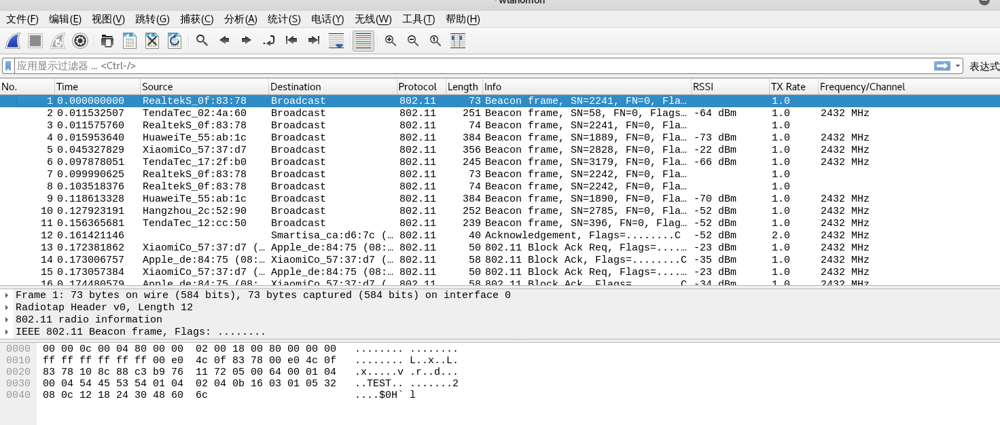 *wlan0mon
文件(F) 编辑(E) 视图(V) 跳转(G) 捕获(C) 分析(A) 统计(S) 电话(Y) 无线(W) 工具(T) 帮助(H)
应用显示过滤器 ... <Ctrl-/> 表达式
No. Time Source Destination Protocol Length Info RSSI TX Rate Frequency/Channel
1 0.000000000 RealtekS_0f:83:78 Broadcast 802.11 73 Beacon frame, SN=2241, FN=0, Fla… 1.0
2 0.011532507 TendaTec_02:4a:60 Broadcast 802.11 251 Beacon frame, SN=58, FN=0, Flags… -64 dBm 1.0 2432 MHz
3 0.011575760 RealtekS_0f:83:78 Broadcast 802.11 74 Beacon frame, SN=2241, FN=0, Fla… 1.0
4 0.015953640 HuaweiTe_55:ab:1c Broadcast 802.11 384 Beacon frame, SN=1889, FN=0, Fla… -73 dBm 1.0 2432 MHz
5 0.045327829 XiaomiCo_57:37:d7 Broadcast 802.11 356 Beacon frame, SN=2828, FN=0, Fla… -22 dBm 1.0 2432 MHz
6 0.097878051 TendaTec_17:2f:b0 Broadcast 802.11 245 Beacon frame, SN=3179, FN=0, Fla… -66 dBm 1.0 2432 MHz
7 0.099990625 RealtekS_0f:83:78 Broadcast 802.11 73 Beacon frame, SN=2242, FN=0, Fla… 1.0
8 0.103518376 RealtekS_0f:83:78 Broadcast 802.11 74 Beacon frame, SN=2242, FN=0, Fla… 1.0
9 0.118613328 HuaweiTe_55:ab:1c Broadcast 802.11 384 Beacon frame, SN=1890, FN=0, Fla… -70 dBm 1.0 2432 MHz
10 0.127923191 Hangzhou_2c:52:90 Broadcast 802.11 252 Beacon frame, SN=2785, FN=0, Fla… -52 dBm 1.0 2432 MHz
11 0.156365681 TendaTec_12:cc:50 Broadcast 802.11 239 Beacon frame, SN=396, FN=0, Flag… -52 dBm 1.0 2432 MHz
12 0.161421146 Smartisa_ca:d6:7c (… 802.11 40 Acknowledgement, Flags=........C -52 dBm 2.0 2432 MHz
13 0.172381862 XiaomiCo_57:37:d7 (… Apple_de:84:75 (08:… 802.11 50 802.11 Block Ack Req, Flags=....… -23 dBm 1.0 2432 MHz
14 0.173006757 Apple_de:84:75 (08:… XiaomiCo_57:37:d7 (… 802.11 58 802.11 Block Ack, Flags=........C -35 dBm 1.0 2432 MHz
15 0.173057384 XiaomiCo_57:37:d7 (… Apple_de:84:75 (08:… 802.11 50 802.11 Block Ack Req, Flags=....… -23 dBm 1.0 2432 MHz
16 0.174480579 Apple_de:84:75 (08:… XiaomiCo_57:37:d7 (… 802.11 58 802.11 Block Ack, Flags=........C -34 dBm 1.0 2432 MHz
Frame 1: 73 bytes on wire (584 bits), 73 bytes captured (584 bits) on interface 0
Radiotap Header v0, Length 12
802.11 radio information
IEEE 802.11 Beacon frame, Flags: ........
0000 00 00 0c 00 04 80 00 00 02 00 18 00 80 00 00 00 ........ ........
0010 ff ff ff ff ff ff 00 e0 4c 0f 83 78 00 e0 4c 0f ........ L..x..L.
0020 83 78 10 8c 88 c3 b9 76 11 72 05 00 64 00 01 04 .x.....v .r..d...
0030 00 04 54 45 53 54 01 04 02 04 0b 16 03 01 05 32 ..TEST.. .......2
0040 08 0c 12 18 24 30 48 60 6c ....$0H` l